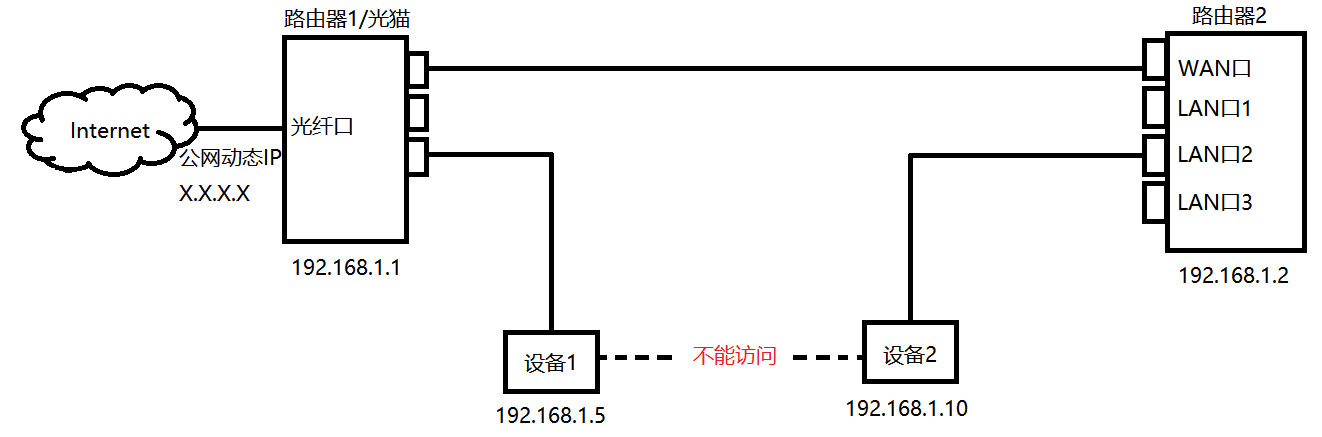 路由器1/光猫
路由器2
Internet
公网动态IP
X.X.X.X
光纤口
192.168.1.1
WAN口
LAN口1
LAN口2
LAN口3
192.168.1.2
设备1
不能访问
设备2
192.168.1.5
192.168.1.10